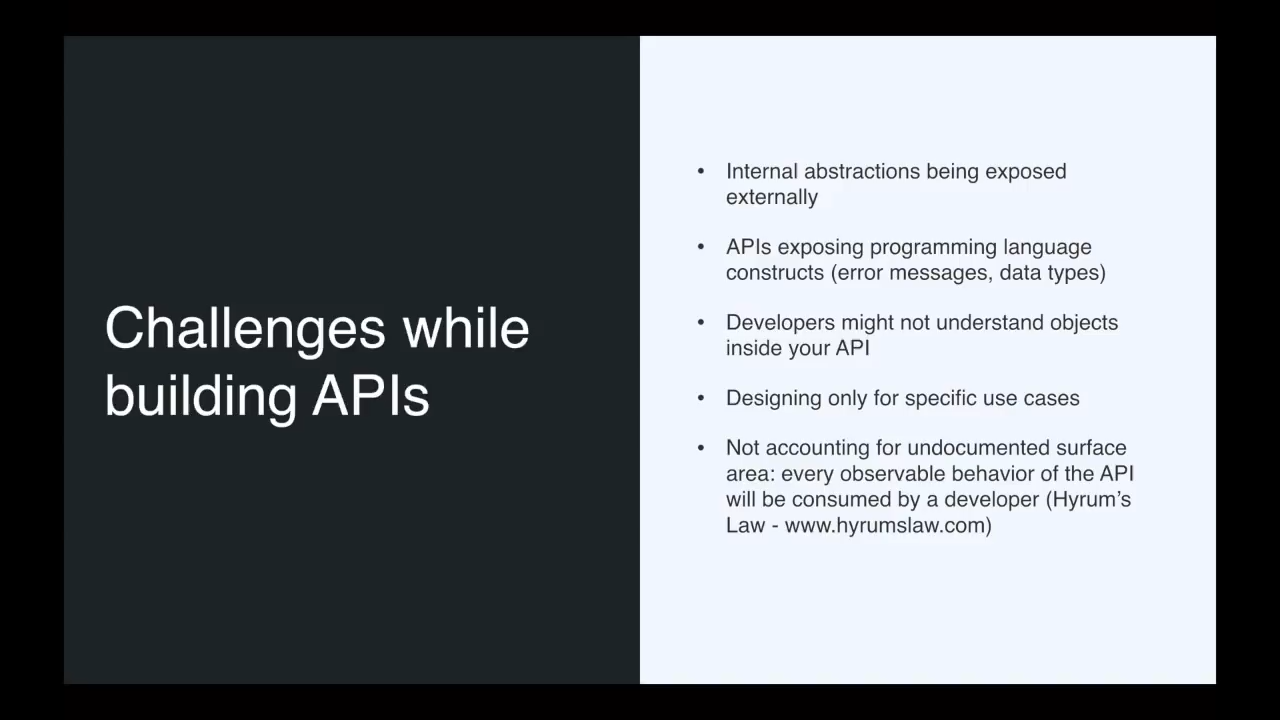 Challenges while
building APIs
• Internal abstractions being exposed
externally
• APIs exposing programming language
constructs (error messages, data types)
• Developers might not understand objects
inside your API
• Designing only for specific use cases
• Not accounting for undocumented surface
area: every observable behavior of the API
will be consumed by a developer (Hyrum’s
Law - www.hyrumslaw.com)